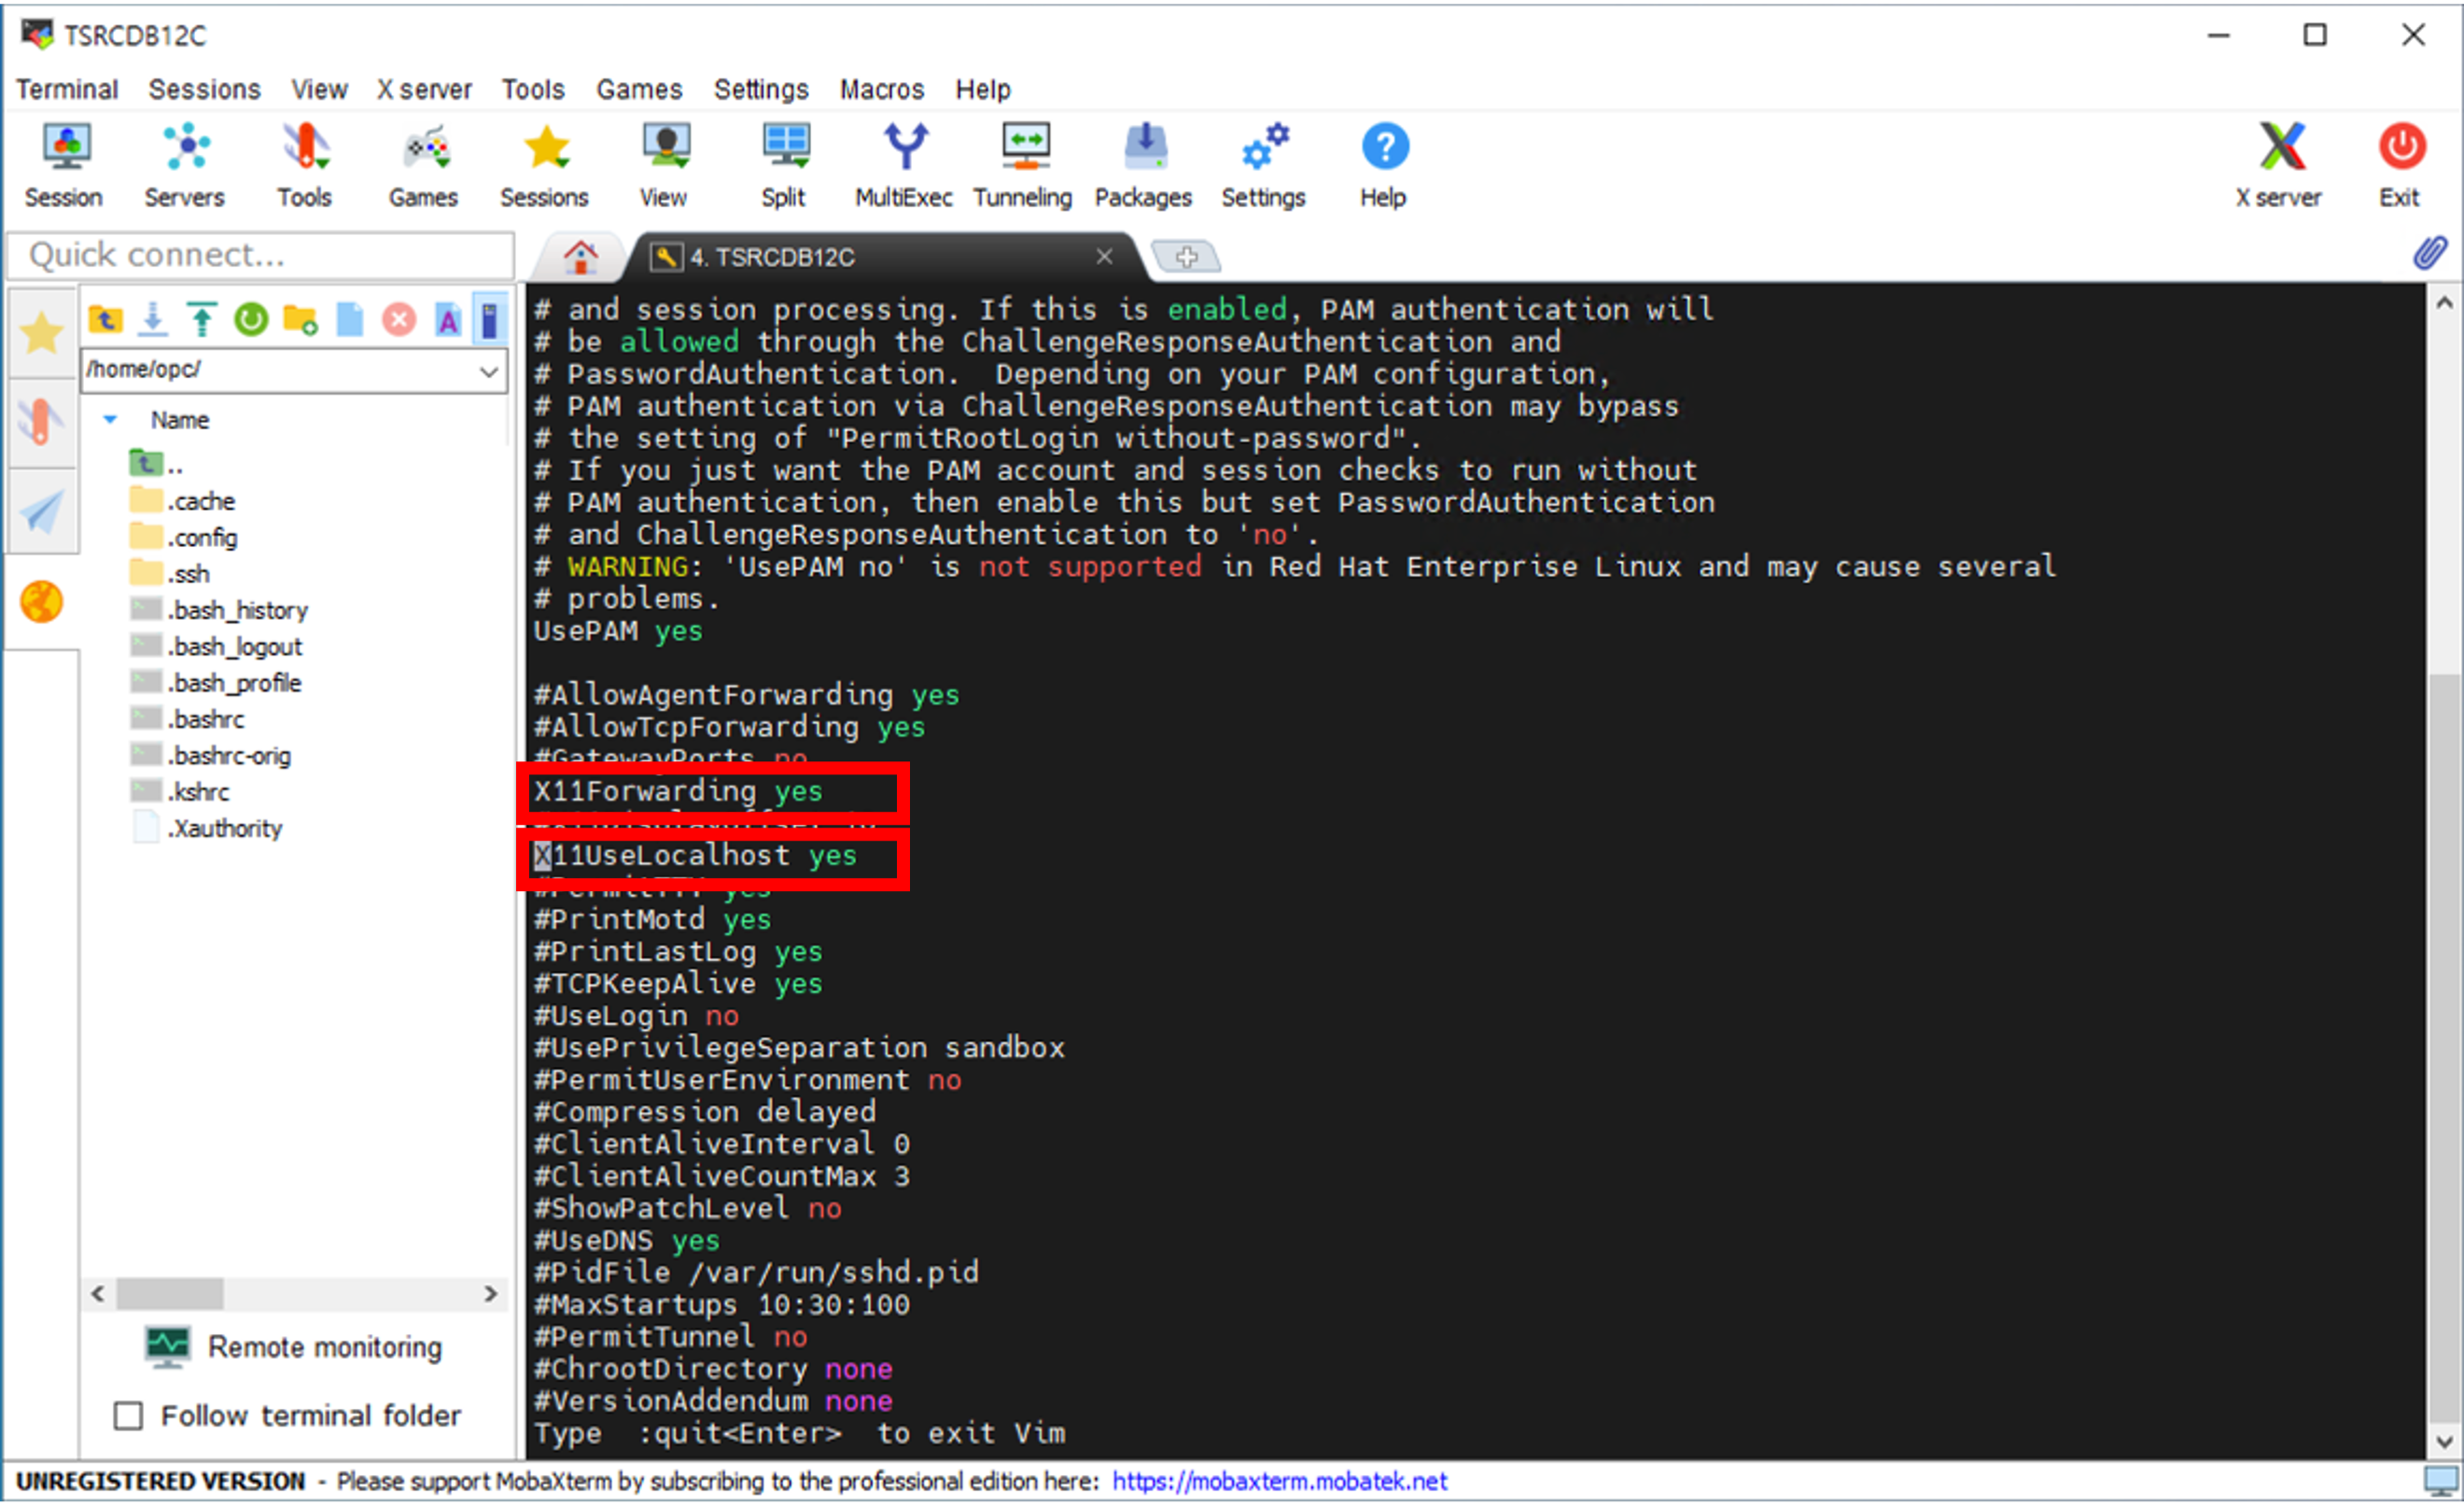 TSRCDB12C
Terminal Sessions View X server Tools Games Settings Macros Help
Session Servers Tools Games Sessions View Split MultiExec Tunneling Packages Settings Help X server Exit
Quick connect...
4. TSRCDB12C
/home/opc/
Name
..
.cache
.config
.ssh
.bash_history
.bash_logout
.bash_profile
.bashrc
.bashrc-orig
.kshrc
.Xauthority
Remote monitoring
Follow terminal folder
# and session processing. If this is enabled, PAM authentication will
# be allowed through the ChallengeResponseAuthentication and
# PasswordAuthentication.  Depending on your PAM configuration,
# PAM authentication via ChallengeResponseAuthentication may bypass
# the setting of "PermitRootLogin without-password".
# If you just want the PAM account and session checks to run without
# PAM authentication, then enable this but set PasswordAuthentication
# and ChallengeResponseAuthentication to 'no'.
# WARNING: 'UsePAM no' is not supported in Red Hat Enterprise Linux and may cause several
# problems.
UsePAM yes
#AllowAgentForwarding yes
#AllowTcpForwarding yes
#GatewayPorts no
X11Forwarding yes
X11UseLocalhost yes
#PermitTTY yes
#PrintMotd yes
#PrintLastLog yes
#TCPKeepAlive yes
#UseLogin no
#UsePrivilegeSeparation sandbox
#PermitUserEnvironment no
#Compression delayed
#ClientAliveInterval 0
#ClientAliveCountMax 3
#ShowPatchLevel no
#UseDNS yes
#PidFile /var/run/sshd.pid
#MaxStartups 10:30:100
#PermitTunnel no
#ChrootDirectory none
#VersionAddendum none
Type  :quit<Enter>  to exit Vim
UNREGISTERED VERSION - Please support MobaXterm by subscribing to the professional edition here: https://mobaxterm.mobatek.net